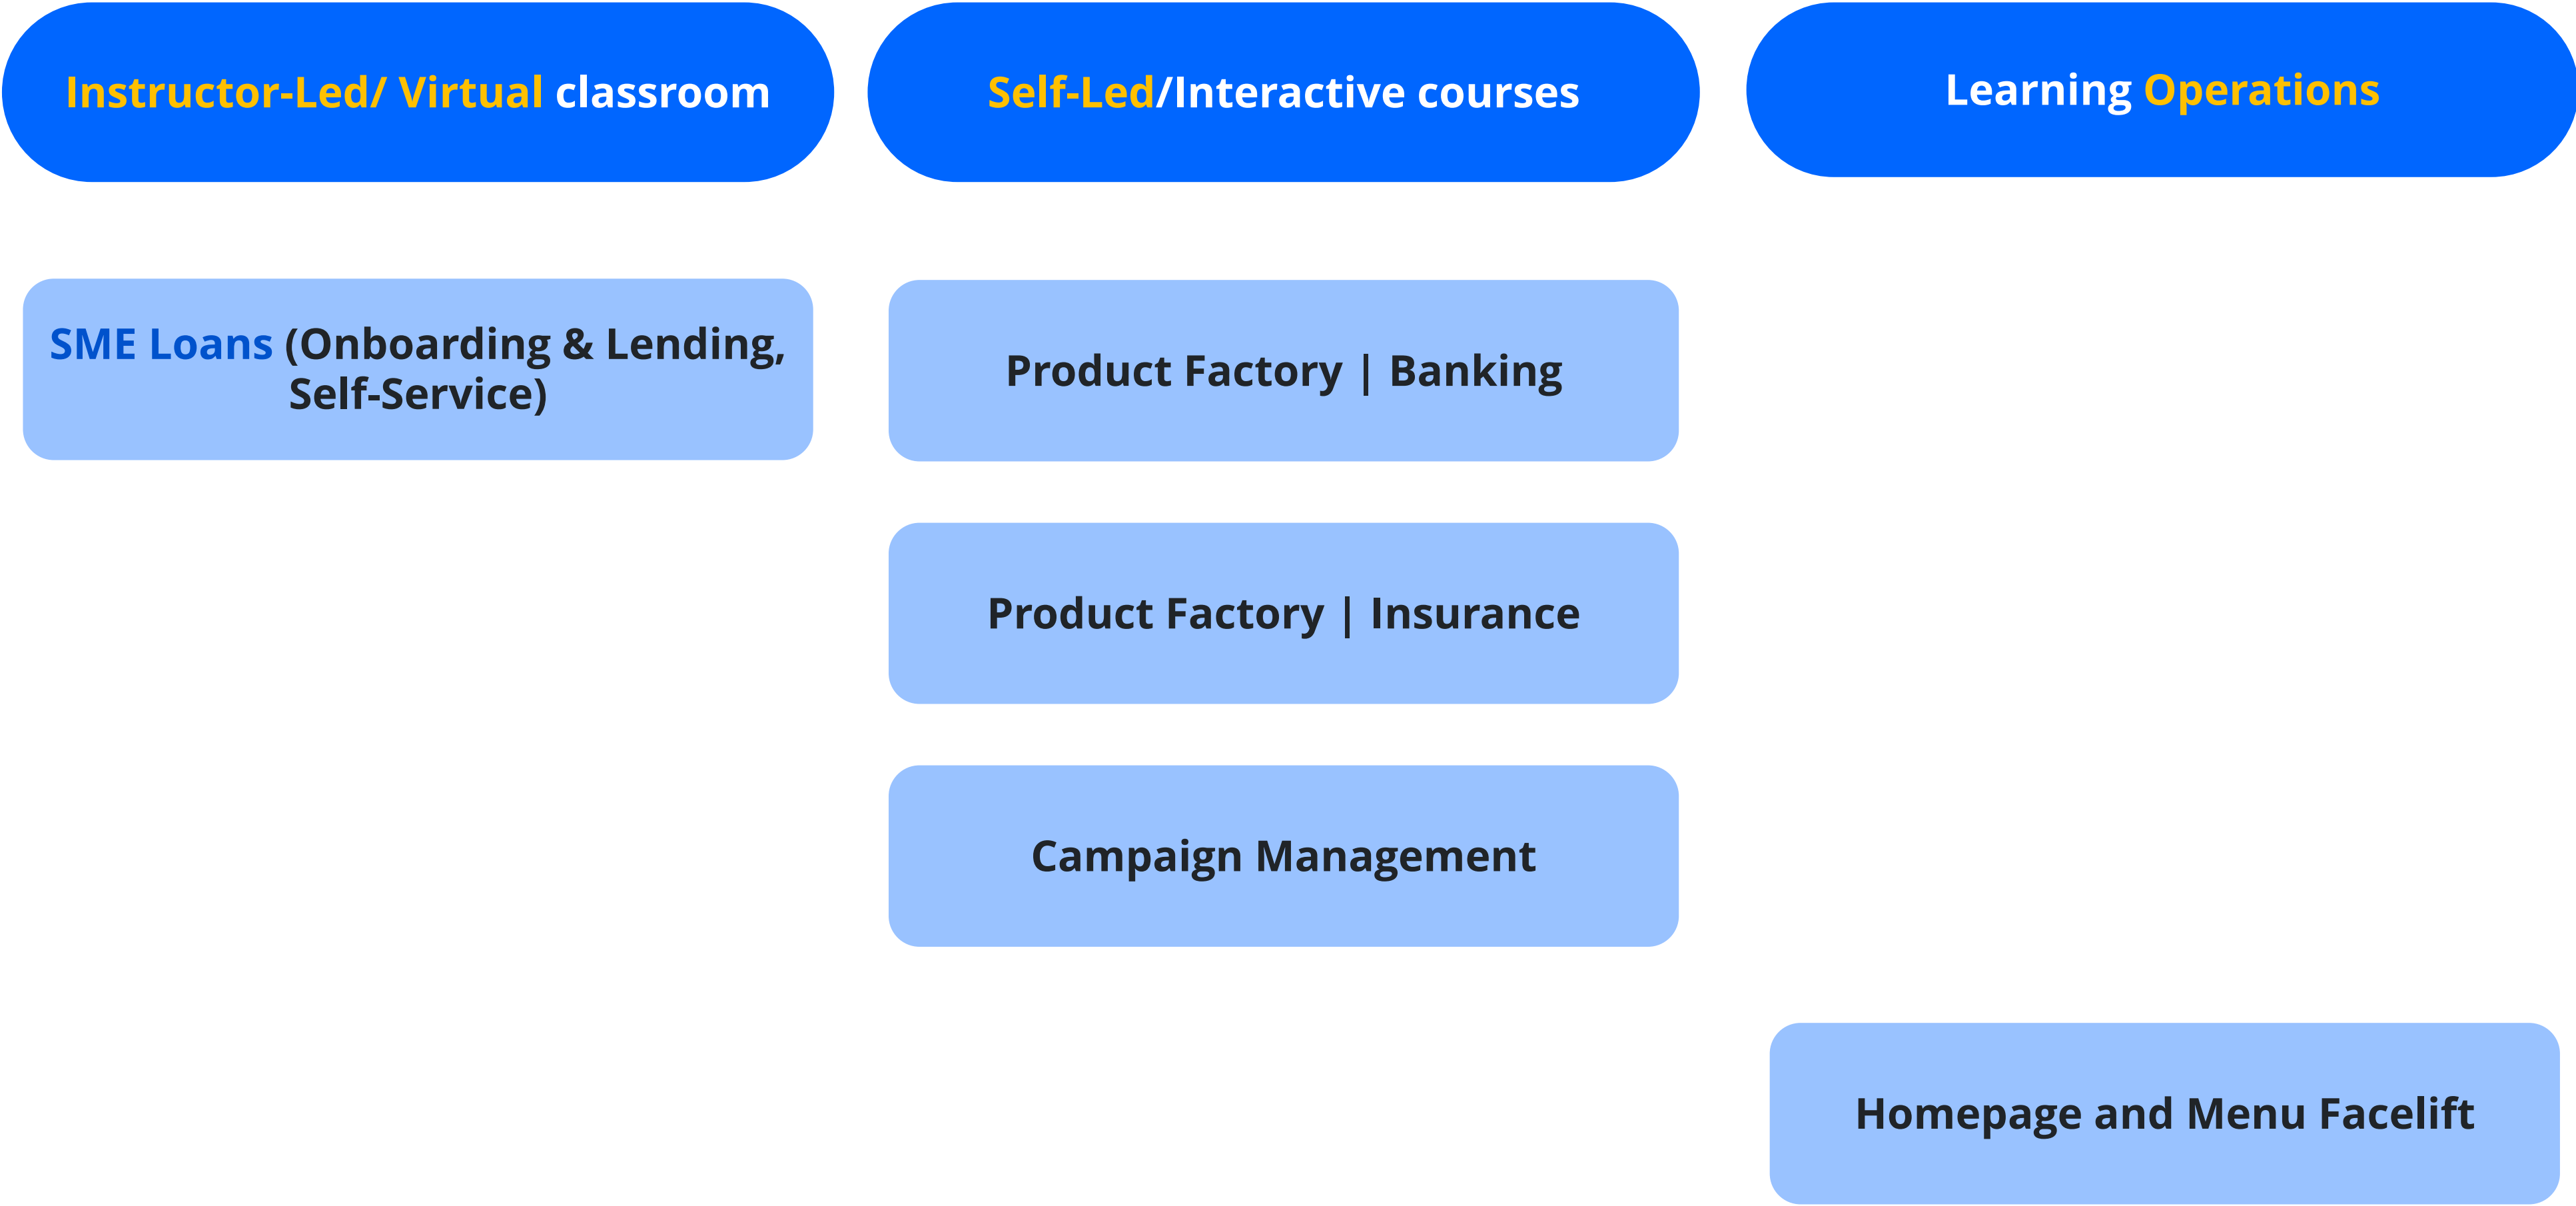 Instructor-Led/ Virtual classroom
Self-Led/Interactive courses
Learning Operations
SME Loans (Onboarding & Lending,
Self-Service)
Product Factory | Banking
Product Factory | Insurance
Campaign Management
Homepage and Menu Facelift